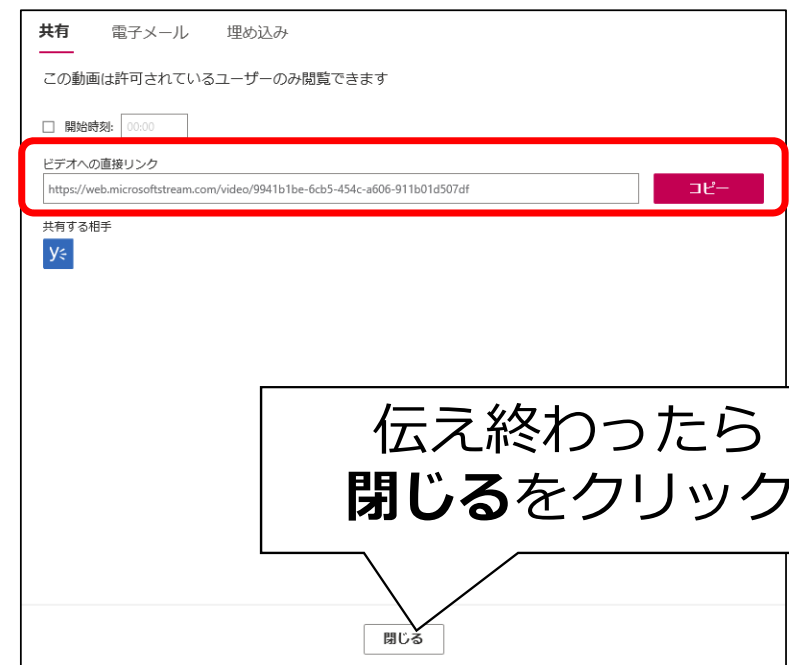 共有 電子メール 埋め込み
この動画は許可されているユーザーのみ閲覧できます
開始時刻: 00:00
ビデオへの直接リンク
https://web.microsoftstream.com/video/9941b1be-6cb5-454c-a606-911b01d507df コピー
共有する相手
y
伝え終わったら
閉じるをクリック
閉じる